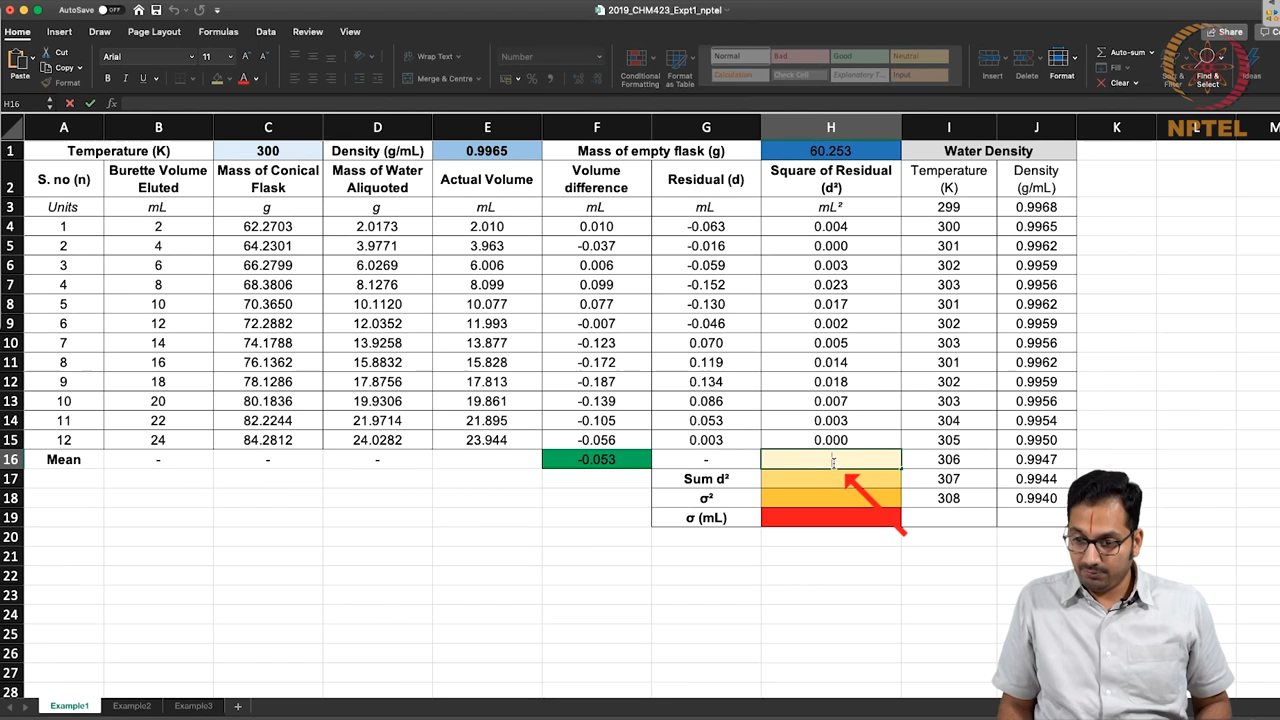 AutoSave OFF 2019_CHM423_Expt1_nptel
Home Insert Draw Page Layout Formulas Data Review View Share
Paste Cut Copy Format
Arial 11 Wrap Text Merge & Centre Number
B I U A
Conditional Formatting Format as Table
Normal Bad Good Neutral
Calculation Check Cell Explanatory T... Input
Insert Delete Format
Auto-sum Fill Clear
Find & Select
Ideas
NPTEL
H16 fx
A B C D E F G H I J K L M
1 Temperature (K) 300 Density (g/mL) 0.9965 Mass of empty flask (g) 60.253 Water Density
2 S. no (n) Burette Volume Eluted Mass of Conical Flask Mass of Water Aliquoted Actual Volume Volume difference Residual (d) Square of Residual (d²) Temperature (K) Density (g/mL)
3 Units mL g g mL mL mL mL² 299 0.9968
4 1 2 62.2703 2.0173 2.010 0.010 -0.063 0.004 300 0.9965
5 2 4 64.2301 3.9771 3.963 -0.037 -0.016 0.000 301 0.9962
6 3 6 66.2799 6.0269 6.006 0.006 -0.059 0.003 302 0.9959
7 4 8 68.3806 8.1276 8.099 0.099 -0.152 0.023 303 0.9956
8 5 10 70.3650 10.1120 10.077 0.077 -0.130 0.017 301 0.9962
9 6 12 72.2882 12.0352 11.993 -0.007 -0.046 0.002 302 0.9959
10 7 14 74.1788 13.9258 13.877 -0.123 0.070 0.005 303 0.9956
11 8 16 76.1362 15.8832 15.828 -0.172 0.119 0.014 301 0.9962
12 9 18 78.1286 17.8756 17.813 -0.187 0.134 0.018 302 0.9959
13 10 20 80.1836 19.9306 19.861 -0.139 0.086 0.007 303 0.9956
14 11 22 82.2244 21.9714 21.895 -0.105 0.053 0.003 304 0.9954
15 12 24 84.2812 24.0282 23.944 -0.056 0.003 0.000 305 0.9950
16 Mean - - - -0.053 - 306 0.9947
17 Sum d² 307 0.9944
18 σ² 308 0.9940
19 σ (mL)
20
21
22
23
24
25
26
27
28
Example1 Example2 Example3 +